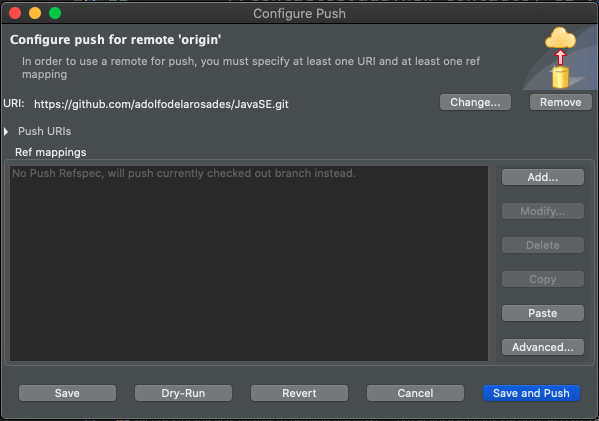 Configure Push
Configure push for remote 'origin'
In order to use a remote for push, you must specify at least one URI and at least one ref
mapping
URI: https://github.com/adolfodelarosades/JavaSE.git
Change...
Remove
Push URIs
Ref mappings
No Push Refspec, will push currently checked out branch instead.
Add...
Modify...
Delete
Copy
Paste
Advanced...
Save
Dry-Run
Revert
Cancel
Save and Push